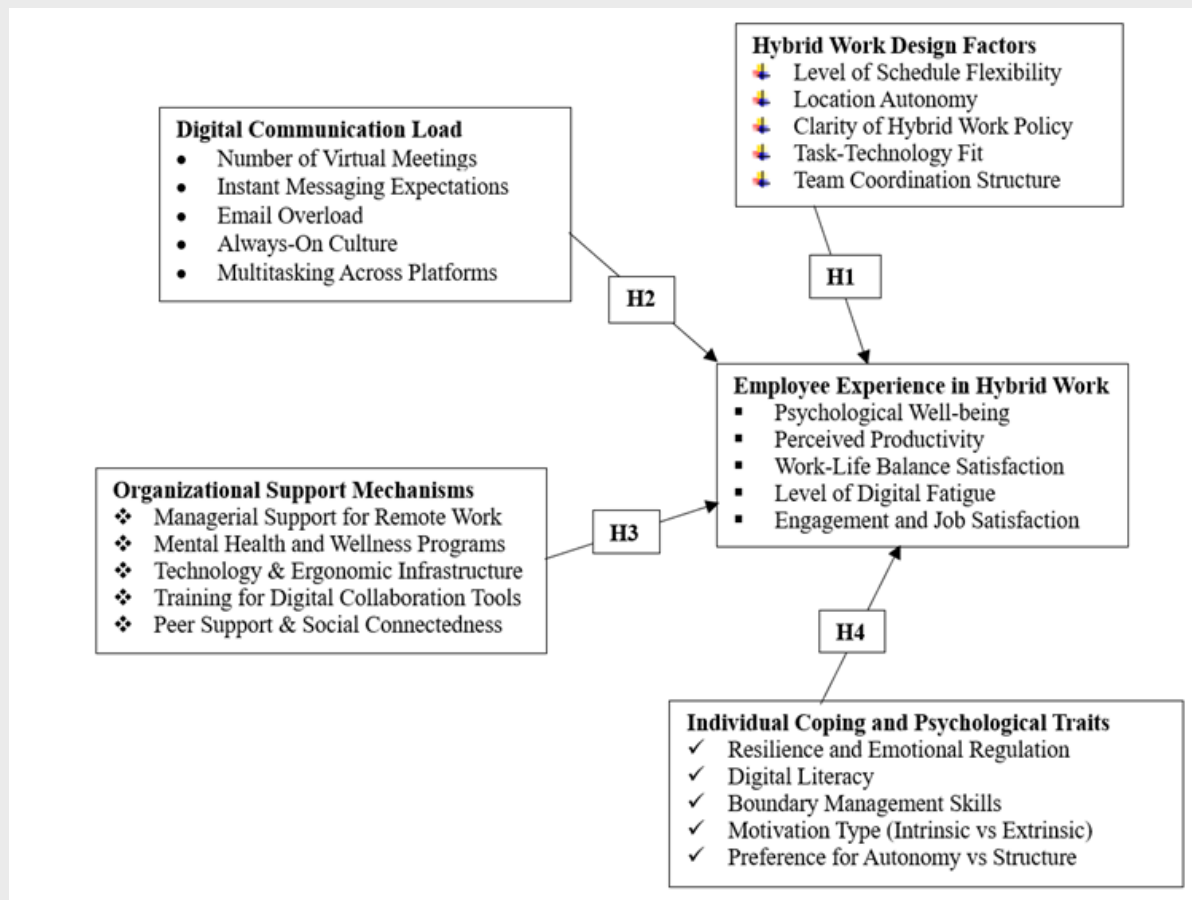 Hybrid Work Design Factors
Level of Schedule Flexibility
Location Autonomy
Clarity of Hybrid Work Policy
Task-Technology Fit
Team Coordination Structure
Digital Communication Load
• Number of Virtual Meetings
• Instant Messaging Expectations
• Email Overload
• Always-On Culture
• Multitasking Across Platforms
H1
H2
Employee Experience in Hybrid Work
▪ Psychological Well-being
▪ Perceived Productivity
▪ Work-Life Balance Satisfaction
▪ Level of Digital Fatigue
▪ Engagement and Job Satisfaction
Organizational Support Mechanisms
❖ Managerial Support for Remote Work
❖ Mental Health and Wellness Programs
❖ Technology & Ergonomic Infrastructure
❖ Training for Digital Collaboration Tools
❖ Peer Support & Social Connectedness
H3
H4
Individual Coping and Psychological Traits
✓ Resilience and Emotional Regulation
✓ Digital Literacy
✓ Boundary Management Skills
✓ Motivation Type (Intrinsic vs Extrinsic)
✓ Preference for Autonomy vs Structure